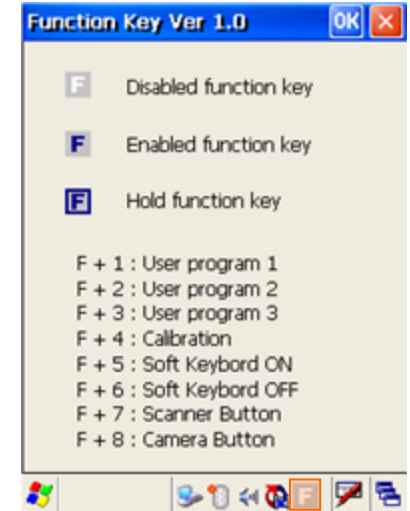 Function Key Ver 1.0 OK
F Disabled function key
F Enabled function key
F Hold function key
F + 1 : User program 1
F + 2 : User program 2
F + 3 : User program 3
F + 4 : Calibration
F + 5 : Soft Keybord ON
F + 6 : Soft Keybord OFF
F + 7 : Scanner Button
F + 8 : Camera Button
F